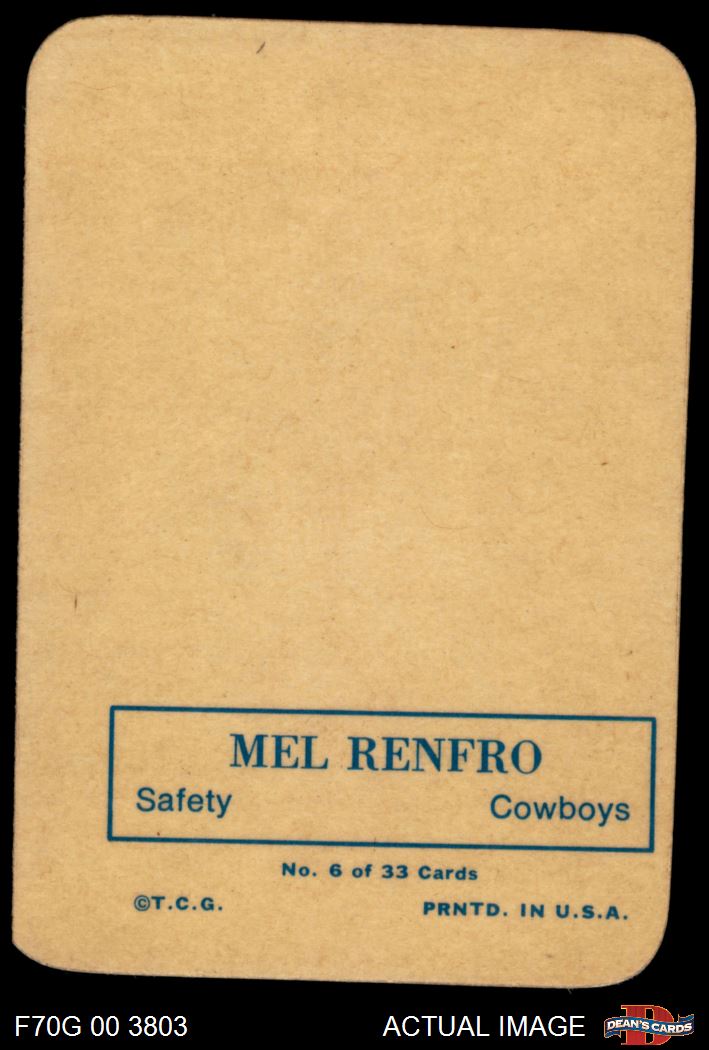 MEL RENFRO
Safety Cowboys
No. 6 of 33 Cards
©T.C.G. PRNTD. IN U.S.A.
F70G 00 3803 ACTUAL IMAGE D DEAN'S CARDS